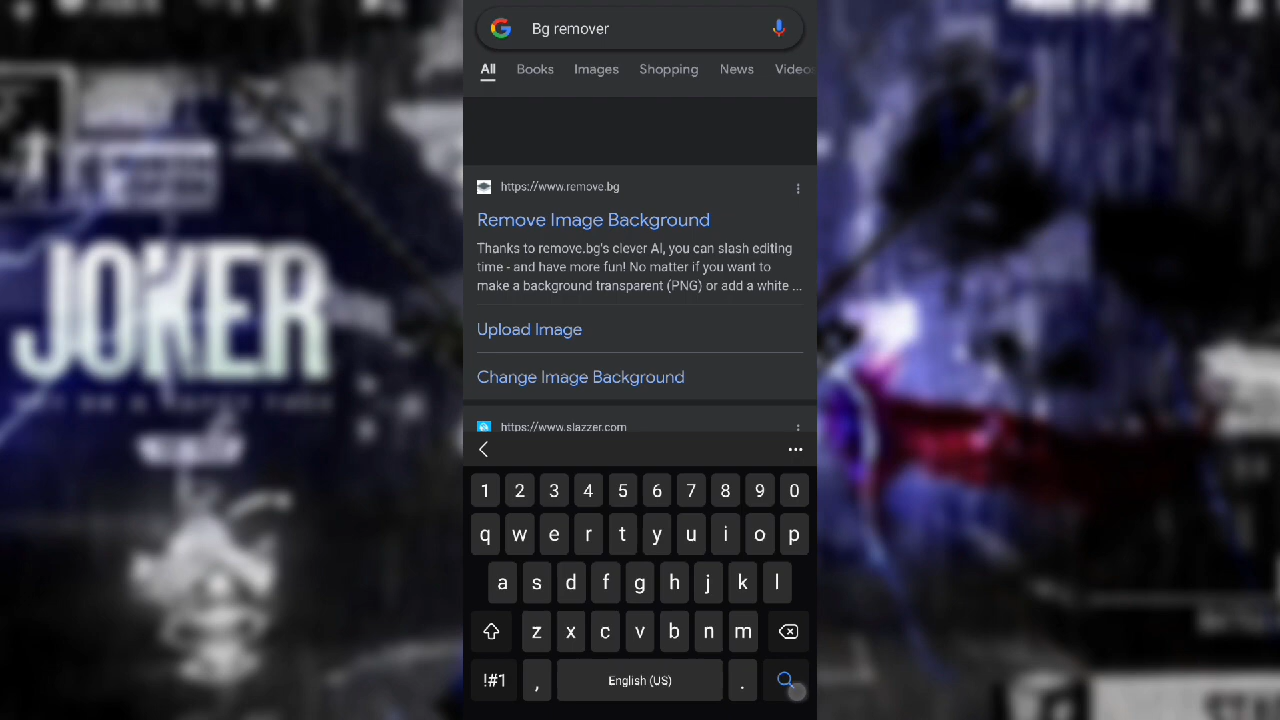 Bg remover
All Books Images Shopping News Videos
https://www.remove.bg
Remove Image Background
Thanks to remove.bg's clever AI, you can slash editing
time - and have more fun! No matter if you want to
make a background transparent (PNG) or add a white ...
Upload Image
Change Image Background
https://www.slazzer.com
1 2 3 4 5 6 7 8 9 0
q w e r t y u i o p
a s d f g h j k l
z x c v b n m
!#1 , English (US) .
JOKER